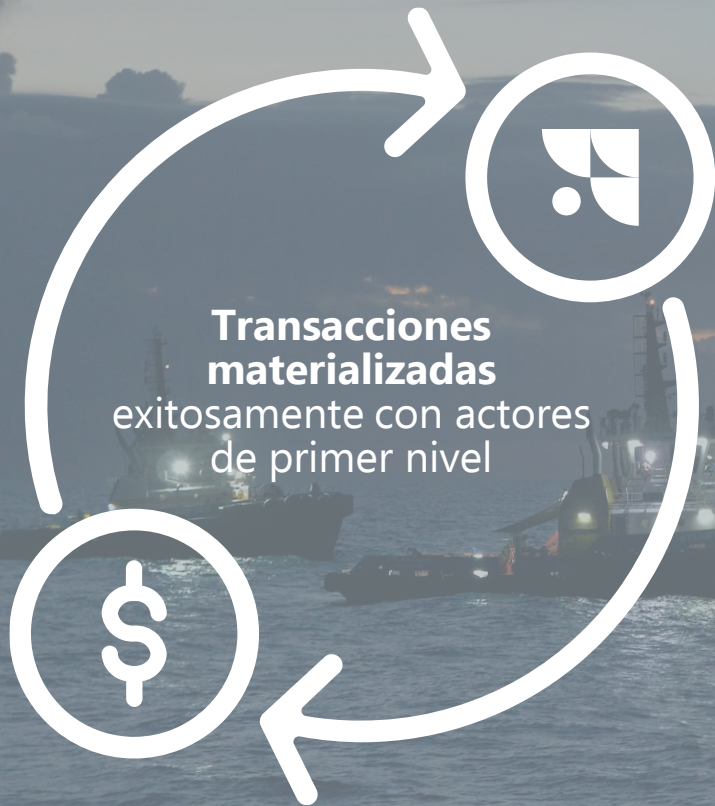 Transacciones
materializadas
exitosamente con actores
de primer nivel
$